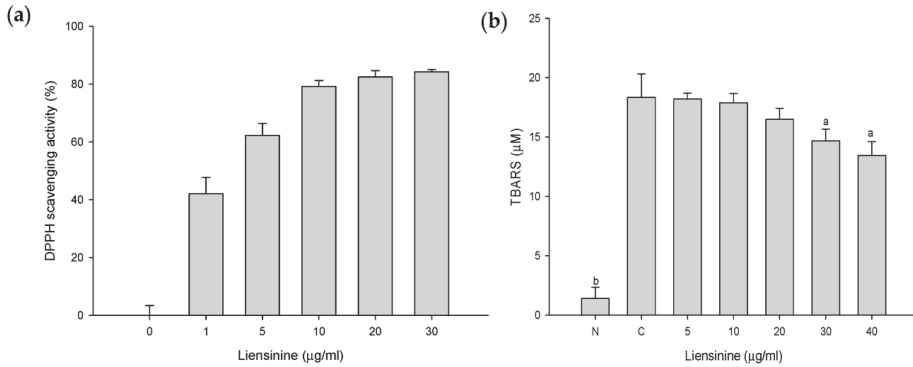 (a)
100
80
60
40
20
0
DPPH scavenging activity (%)
0 1 5 10 20 30
Liensinine (μg/ml)
(b)
25
20
15
10
5
0
TBARS (μM)
b
a a
N C 5 10 20 30 40
Liensinine (μg/ml)